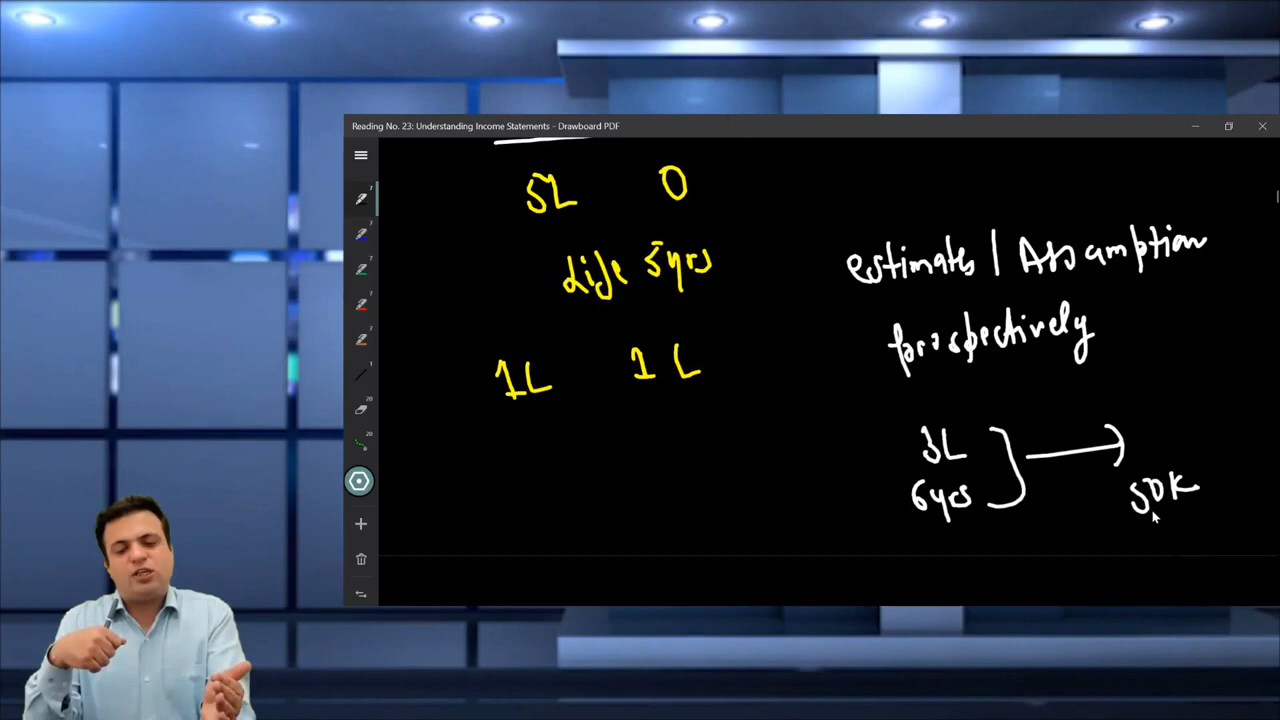 Reading No. 23: Understanding Income Statements - Drawboard PDF
5L 0
Life 5yrs
1L 1L
estimates / Assumption
prospectively
3L
6yrs
50K